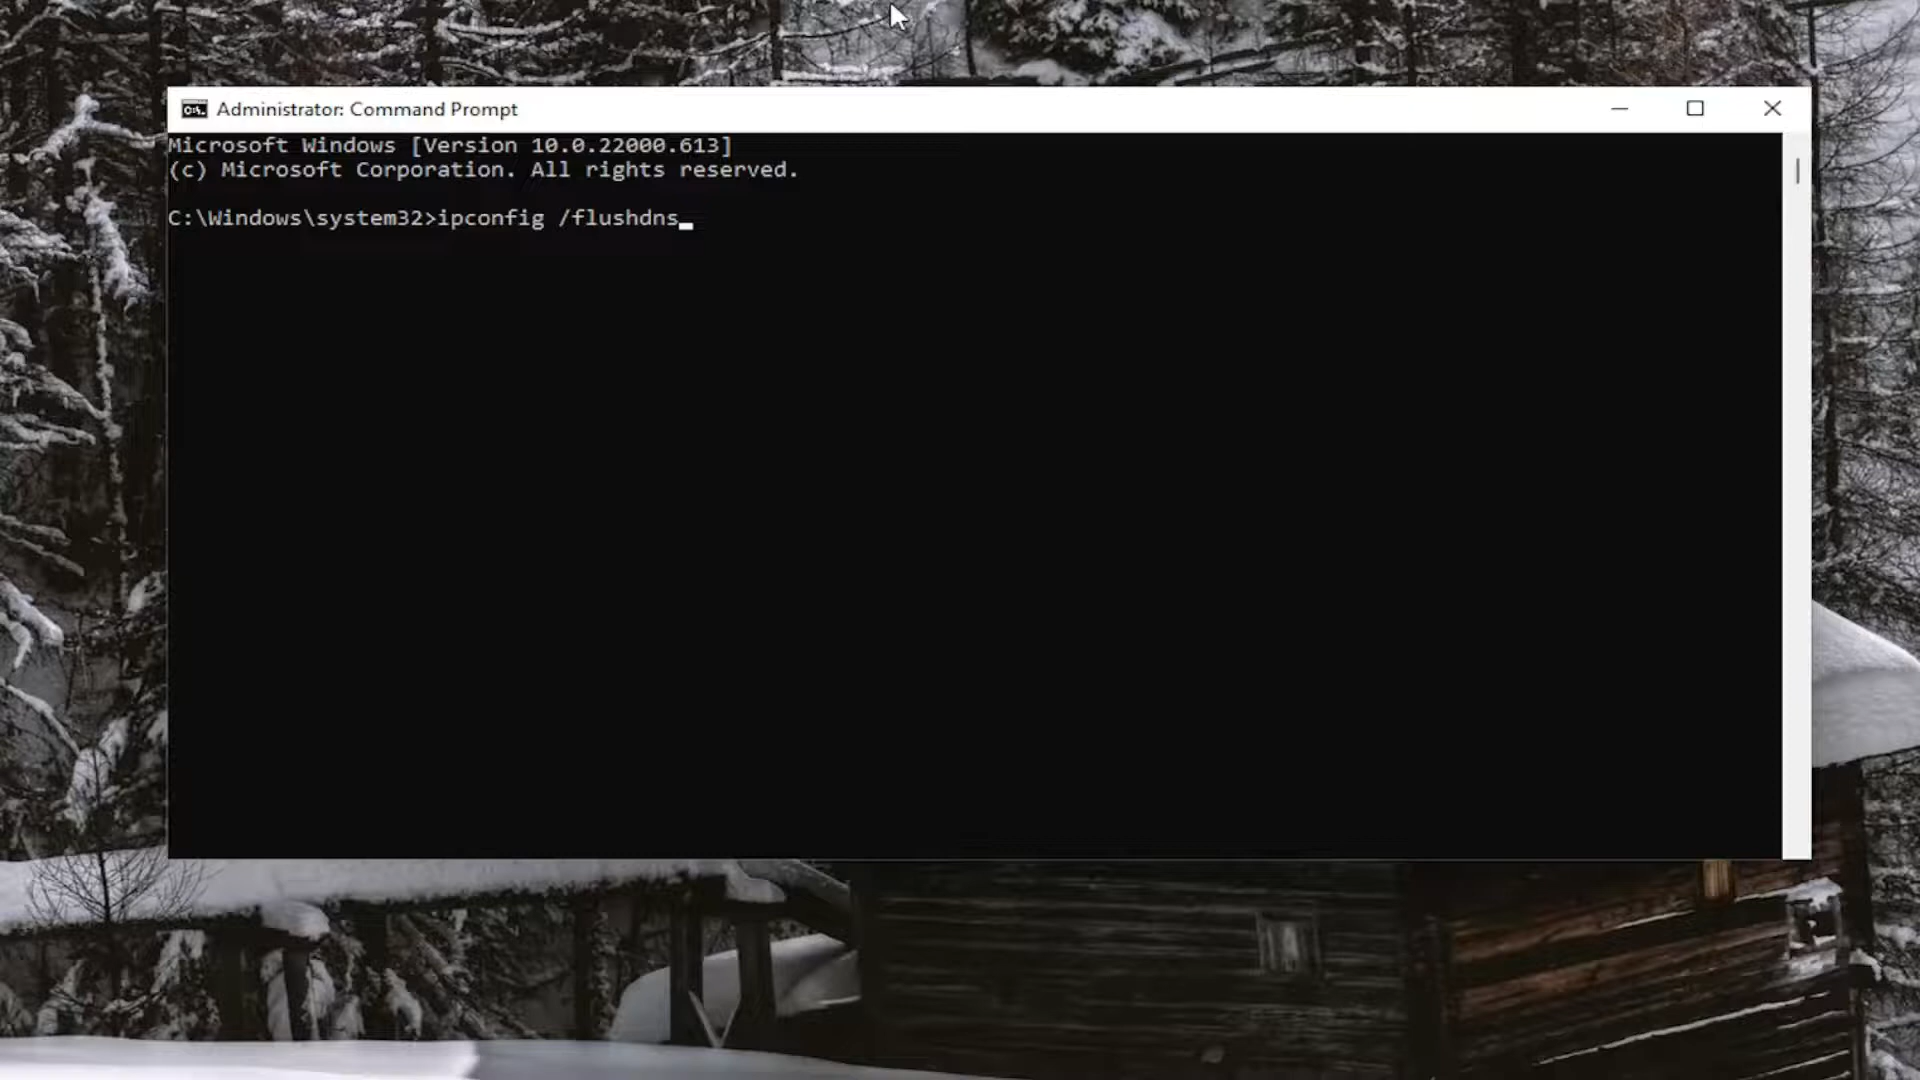 Administrator: Command Prompt
Microsoft Windows [Version 10.0.22000.613]
(c) Microsoft Corporation. All rights reserved.
C:\Windows\system32>ipconfig /flushdns